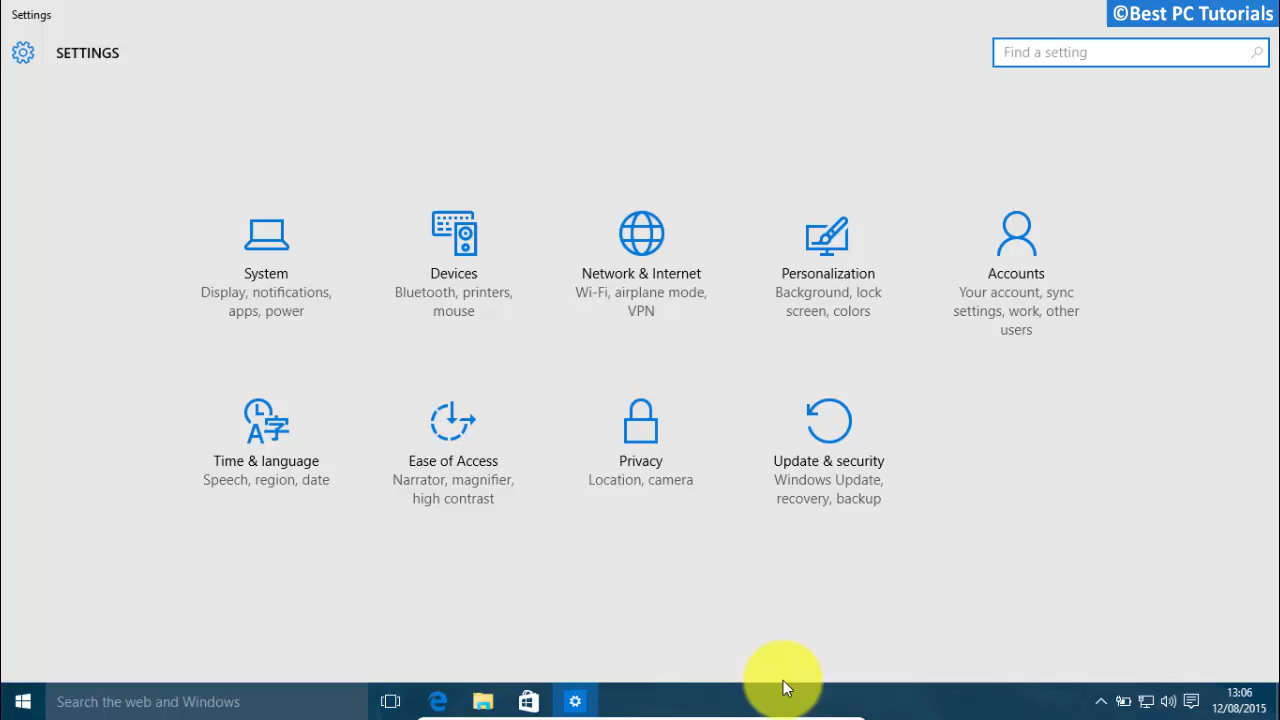 Settings
©Best PC Tutorials
SETTINGS
Find a setting
System
Display, notifications,
apps, power
Devices
Bluetooth, printers,
mouse
Network & Internet
Wi-Fi, airplane mode,
VPN
Personalization
Background, lock
screen, colors
Accounts
Your account, sync
settings, work, other
users
A字
Time & language
Speech, region, date
Ease of Access
Narrator, magnifier,
high contrast
Privacy
Location, camera
Update & security
Windows Update,
recovery, backup
Search the web and Windows
13:06
12/08/2015